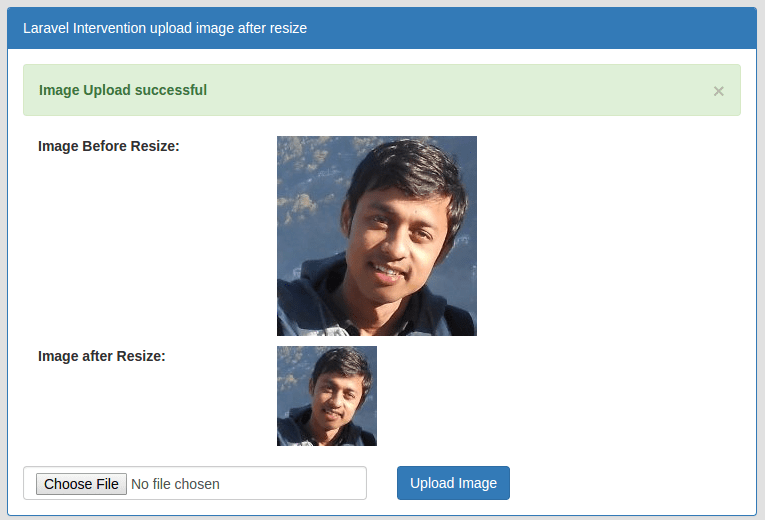 Laravel Intervention upload image after resize
Image Upload successful ×
Image Before Resize:
Image after Resize:
Choose File No file chosen Upload Image